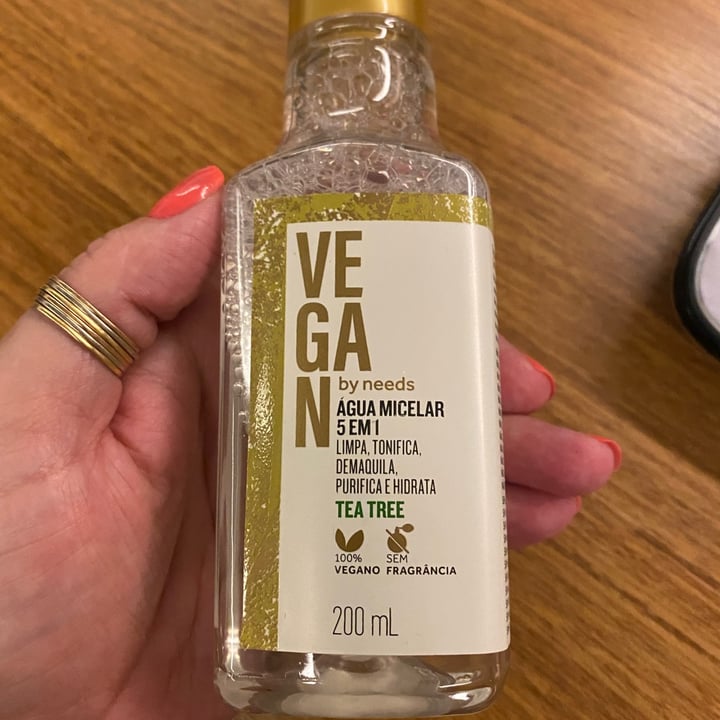 VE
GA
N
by needs
ÁGUA MICELAR
5 EM 1
LIMPA, TONIFICA,
DEMAQUILA,
PURIFICA E HIDRATA
TEA TREE
100%
VEGANO
SEM
FRAGRÂNCIA
200 mL